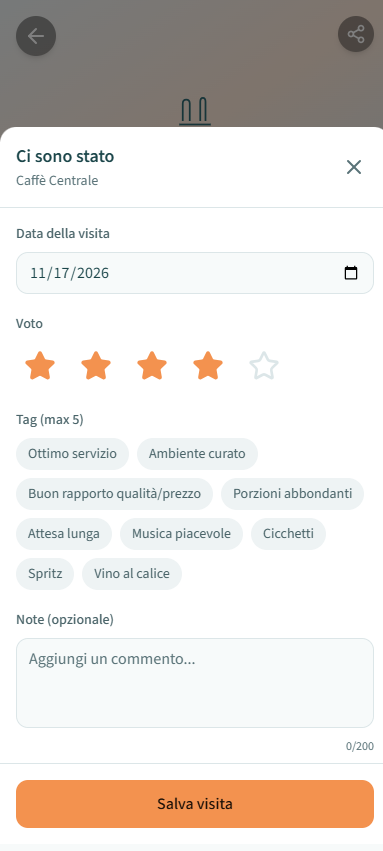 Ci sono stato
Caffè Centrale
Data della visita
11/17/2026
Voto
Tag (max 5)
Ottimo servizio Ambiente curato
Buon rapporto qualità/prezzo Porzioni abbondanti
Attesa lunga Musica piacevole Cicchetti
Spritz Vino al calice
Note (opzionale)
Aggiungi un commento...
0/200
Salva visita